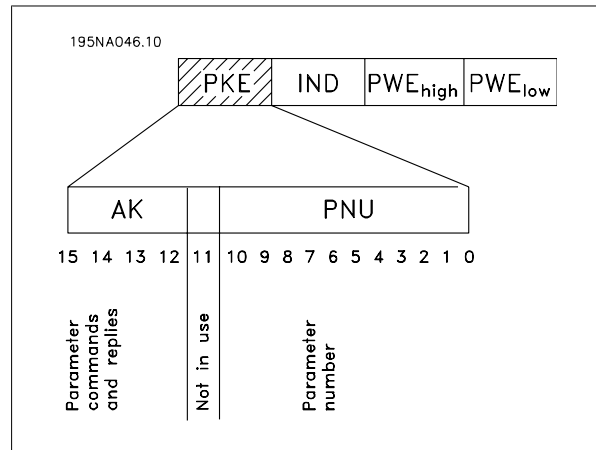 195NA046.10
PKE IND PWEhigh PWElow
AK PNU
15 14 13 12 11 10 9 8 7 6 5 4 3 2 1 0
Parameter
commands
and replies
Not in use
Parameter
number